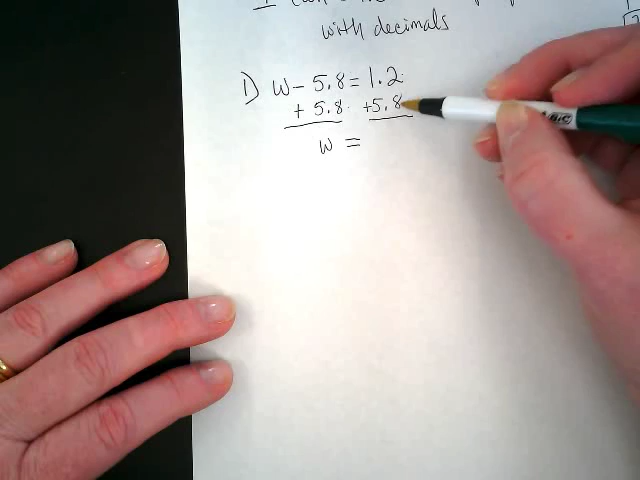 with decimals
1) w - 5.8 = 1.2
+ 5.8 +5.8
w =
BIC